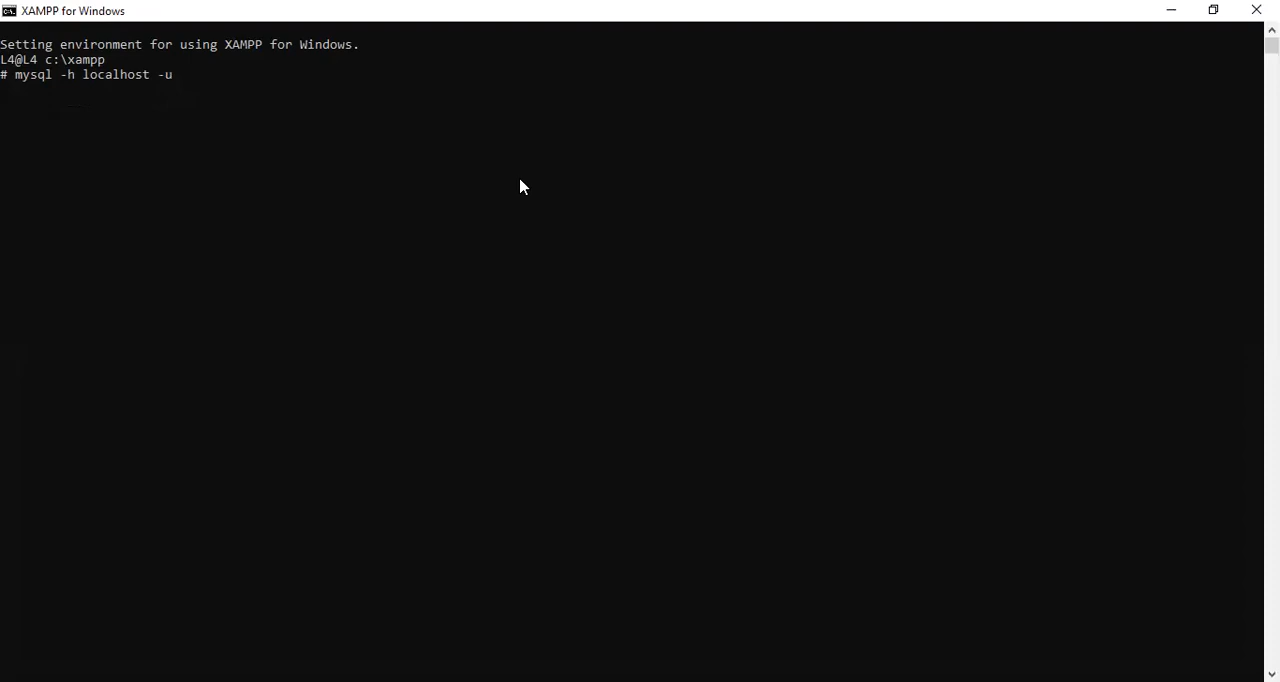 XAMPP for Windows
Setting environment for using XAMPP for Windows.
L4@L4 c:\xampp
# mysql -h localhost -u